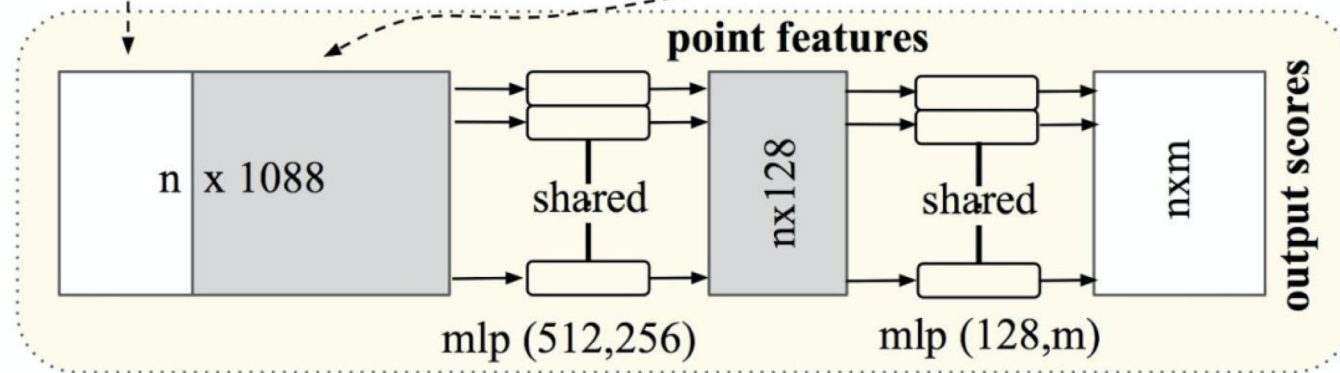 point features
n x 1088
shared
nx128
shared
nxm
output scores
mlp (512,256)
mlp (128,m)